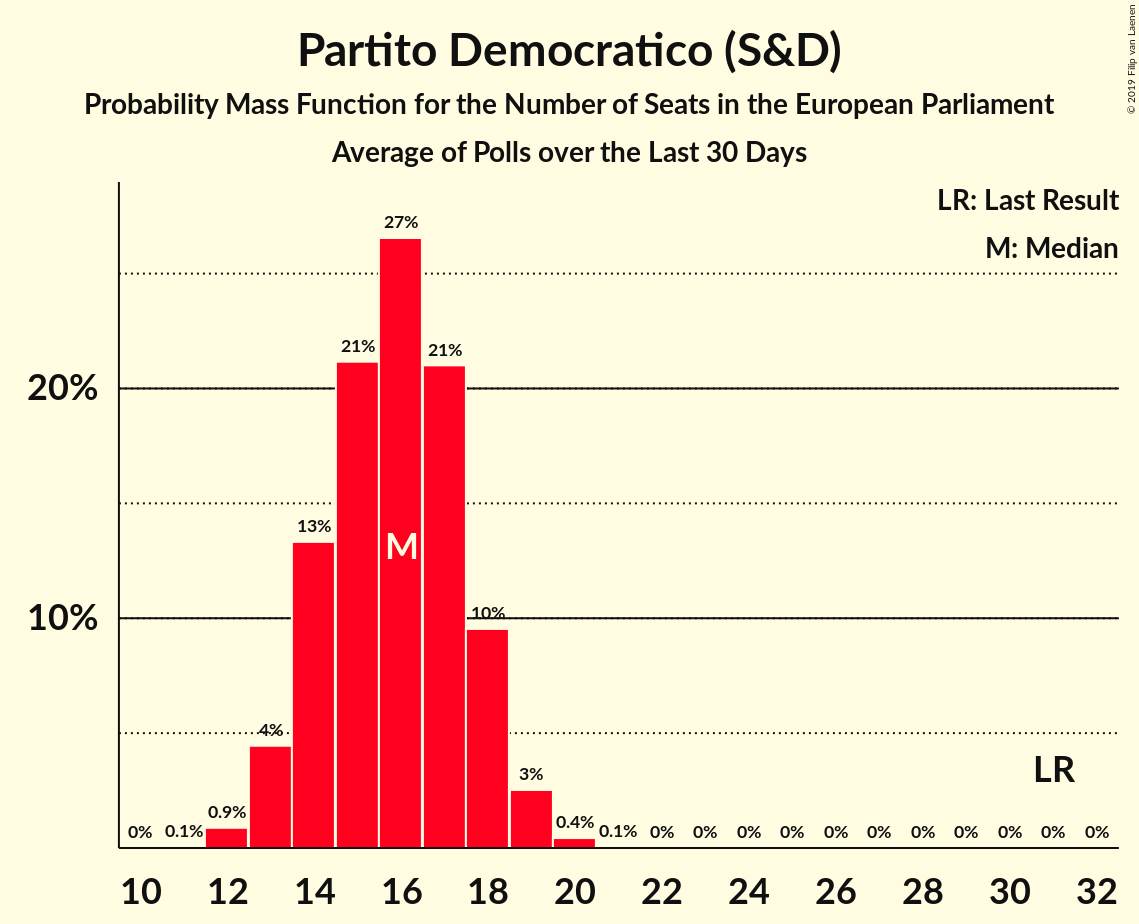 Partito Democratico (S&D)
Probability Mass Function for the Number of Seats in the European Parliament
Average of Polls over the Last 30 Days
© 2019 Filip van Laenen
LR: Last Result
M: Median
27%
21%
21%
20%
13%
M
10%
10%
4%
LR
3%
0.9%
0.4%
0%
0.1%
0.1%
0%
0%
0%
0%
0%
0%
0%
0%
0%
0%
0%
10 12 14 16 18 20 22 24 26 28 30 32